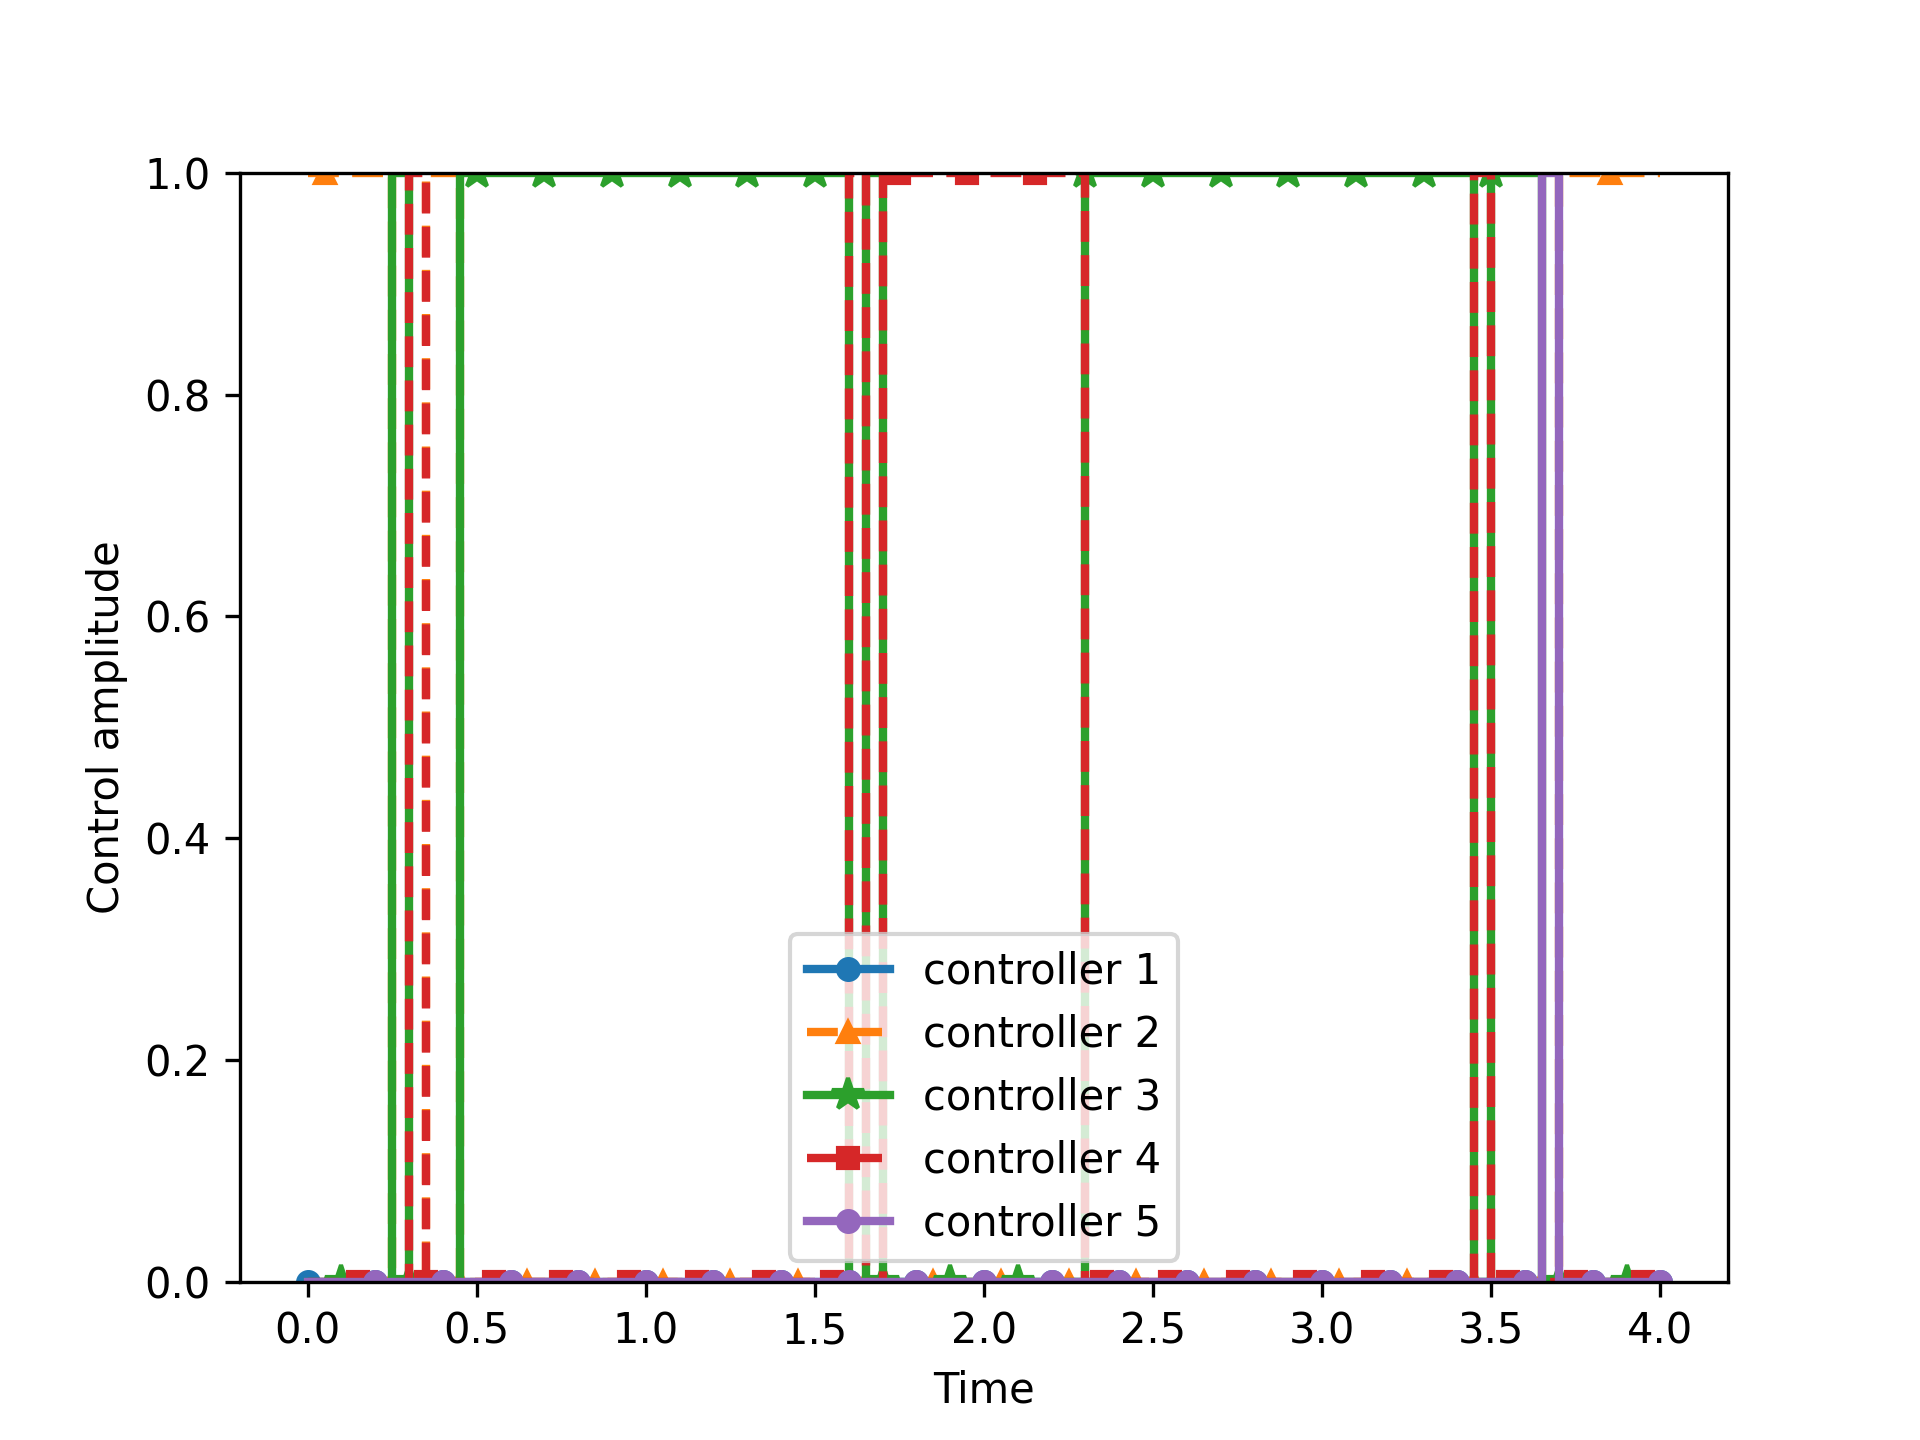 1.0
0.8
0.6
0.4
0.2
0.0
Control amplitude
controller 1
controller 2
controller 3
controller 4
controller 5
0.0 0.5 1.0 1.5 2.0 2.5 3.0 3.5 4.0
Time